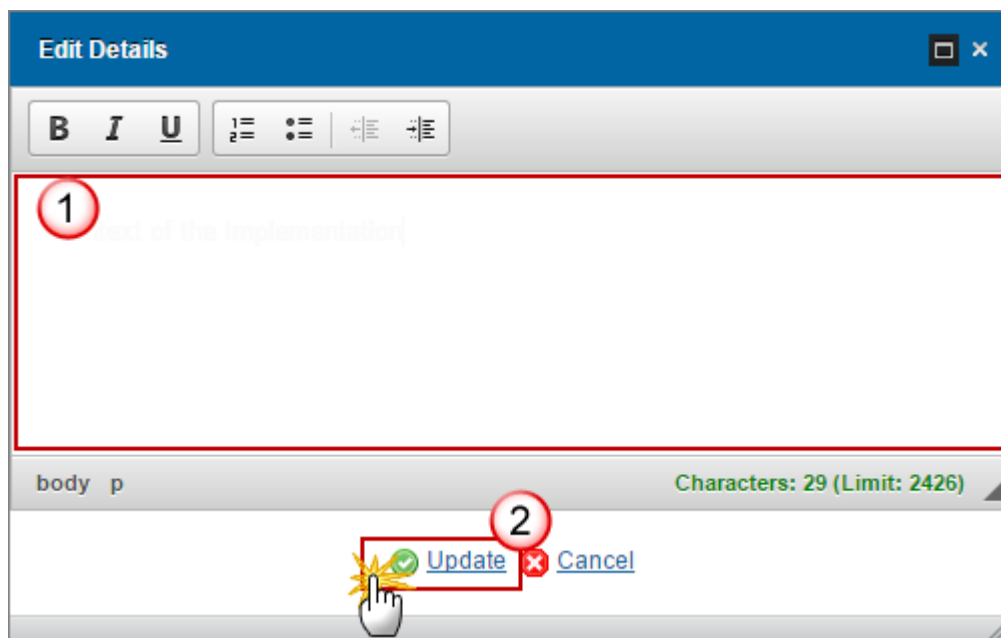 Edit Details
B I U
1
text of the implementation
body p
Characters: 29 (Limit: 2426)
2
Update Cancel